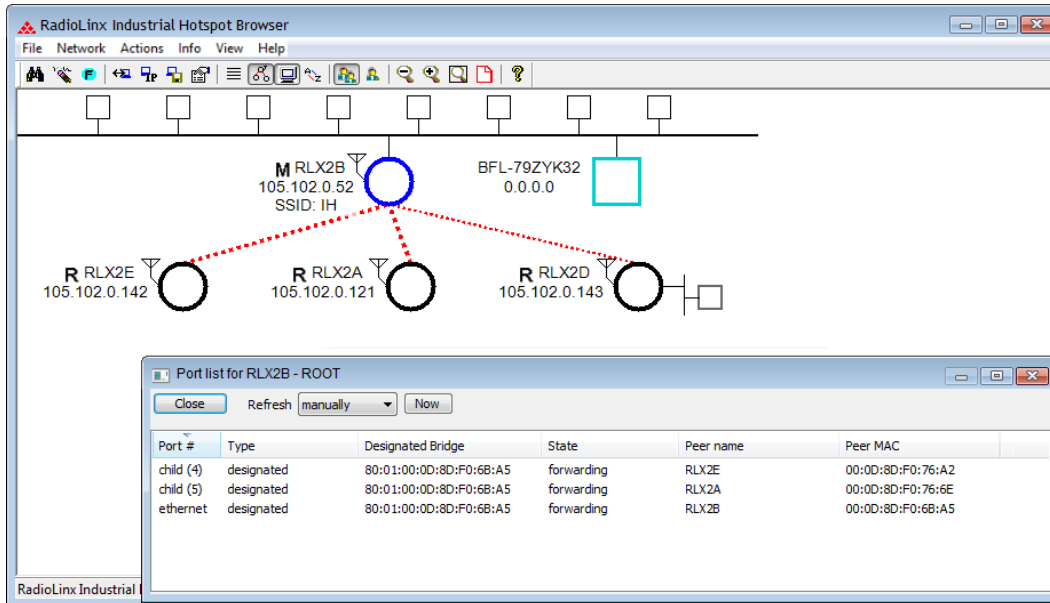 RadioLinx Industrial Hotspot Browser
File Network Actions Info View Help
M RLX2B
105.102.0.52
SSID: IH
BFL-79ZYK32
0.0.0.0
R RLX2E
105.102.0.142
R RLX2A
105.102.0.121
R RLX2D
105.102.0.143
Port list for RLX2B - ROOT
Close Refresh manually Now
Port # Type Designated Bridge State Peer name Peer MAC
child (4) designated 80:01:00:0D:8D:F0:6B:A5 forwarding RLX2E 00:0D:8D:F0:76:A2
child (5) designated 80:01:00:0D:8D:F0:6B:A5 forwarding RLX2A 00:0D:8D:F0:76:6E
ethernet designated 80:01:00:0D:8D:F0:6B:A5 forwarding RLX2B 00:0D:8D:F0:6B:A5
RadioLinx Industrial